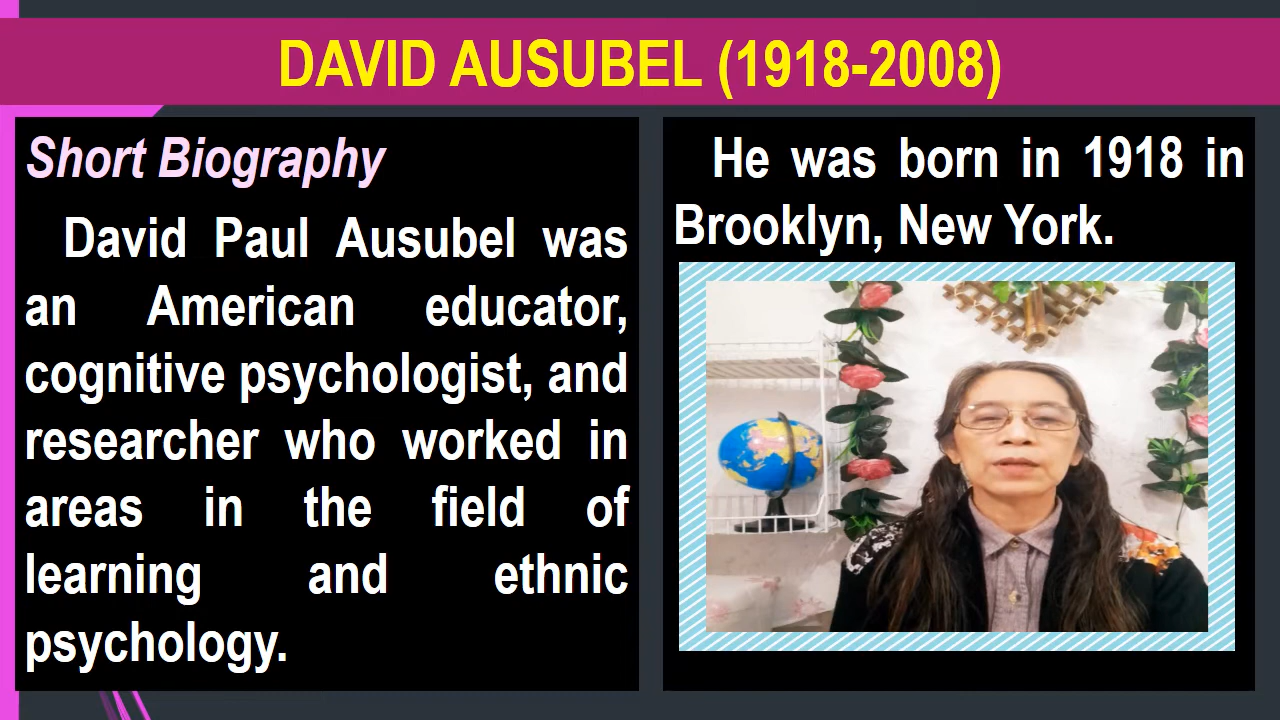 DAVID AUSUBEL (1918-2008)
Short Biography
David Paul Ausubel was
an American educator,
cognitive psychologist, and
researcher who worked in
areas in the field of
learning and ethnic
psychology.
He was born in 1918 in
Brooklyn, New York.